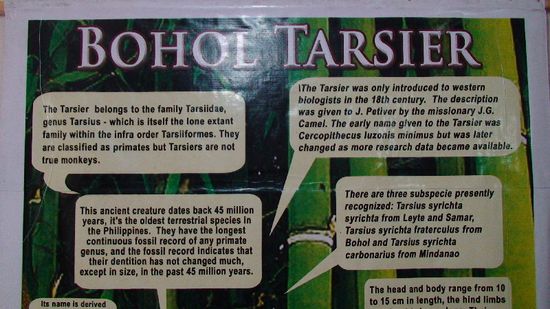 BOHOL TARSIER
The Tarsier belongs to the family Tarsiidae,
genus Tarsius - which is itself the lone extant
family within the infra order Tarsiiformes. They
are classified as primates but Tarsiers are not
true monkeys.
The Tarsier was only introduced to western
biologists in the 18th century. The description
was given to J. Petiver by the missionary J.G.
Camel. The early name given to the Tarsier was
Cercopithecus luzonis minimus but was later
changed as more research data became available.
This ancient creature dates back 45 million
years, it's the oldest terrestrial species in
the Philippines. They have the longest
continuous fossil record of any primate
genus, and the fossil record indicates that
their dentition has not changed much,
except in size, in the past 45 million years.
There are three subspecie presently
recognized: Tarsius syrichta
syrichta from Leyte and Samar,
Tarsius syrichta fraterculus from
Bohol and Tarsius syrichta
carbonarius from Mindanao
Its name is derived
The head and body range from 10
to 15 cm in length, the hind limbs